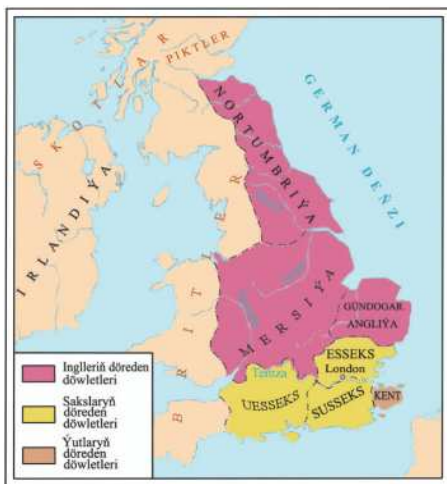 PIKTLER
SKOTLAR
NORTUMBRIÝA
GERMAN DEŇZI
IRLANDIÝA
BRITLER
MERSIÝA
GÜNDOGAR
ANGLIÝA
ESSEKS
London
Temza
UESSEKS
SUSSEKS
KENT
Inglleriň döreden
döwletleri
Sakslaryň
döreden
döwletleri
Ýutlaryň
döreden
döwletleri